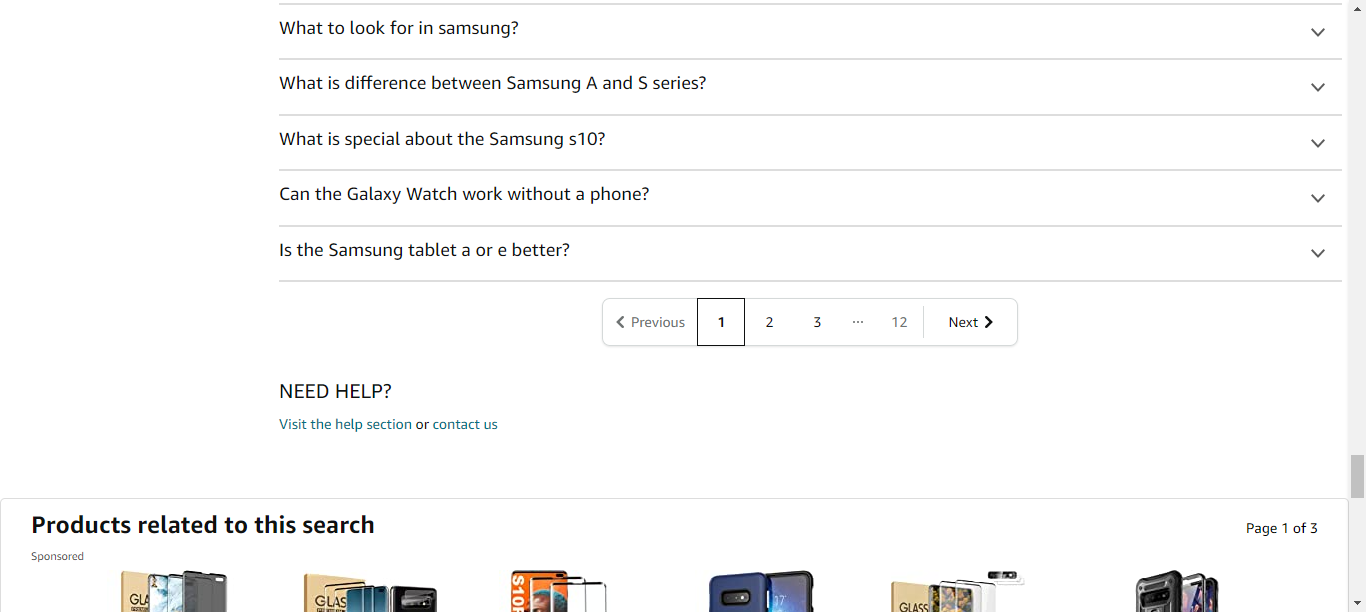 What to look for in samsung?
What is difference between Samsung A and S series?
What is special about the Samsung s10?
Can the Galaxy Watch work without a phone?
Is the Samsung tablet a or e better?
Previous 1 2 3 ... 12 Next
NEED HELP?
Visit the help section or contact us
Products related to this search
Page 1 of 3
Sponsored
GLASS